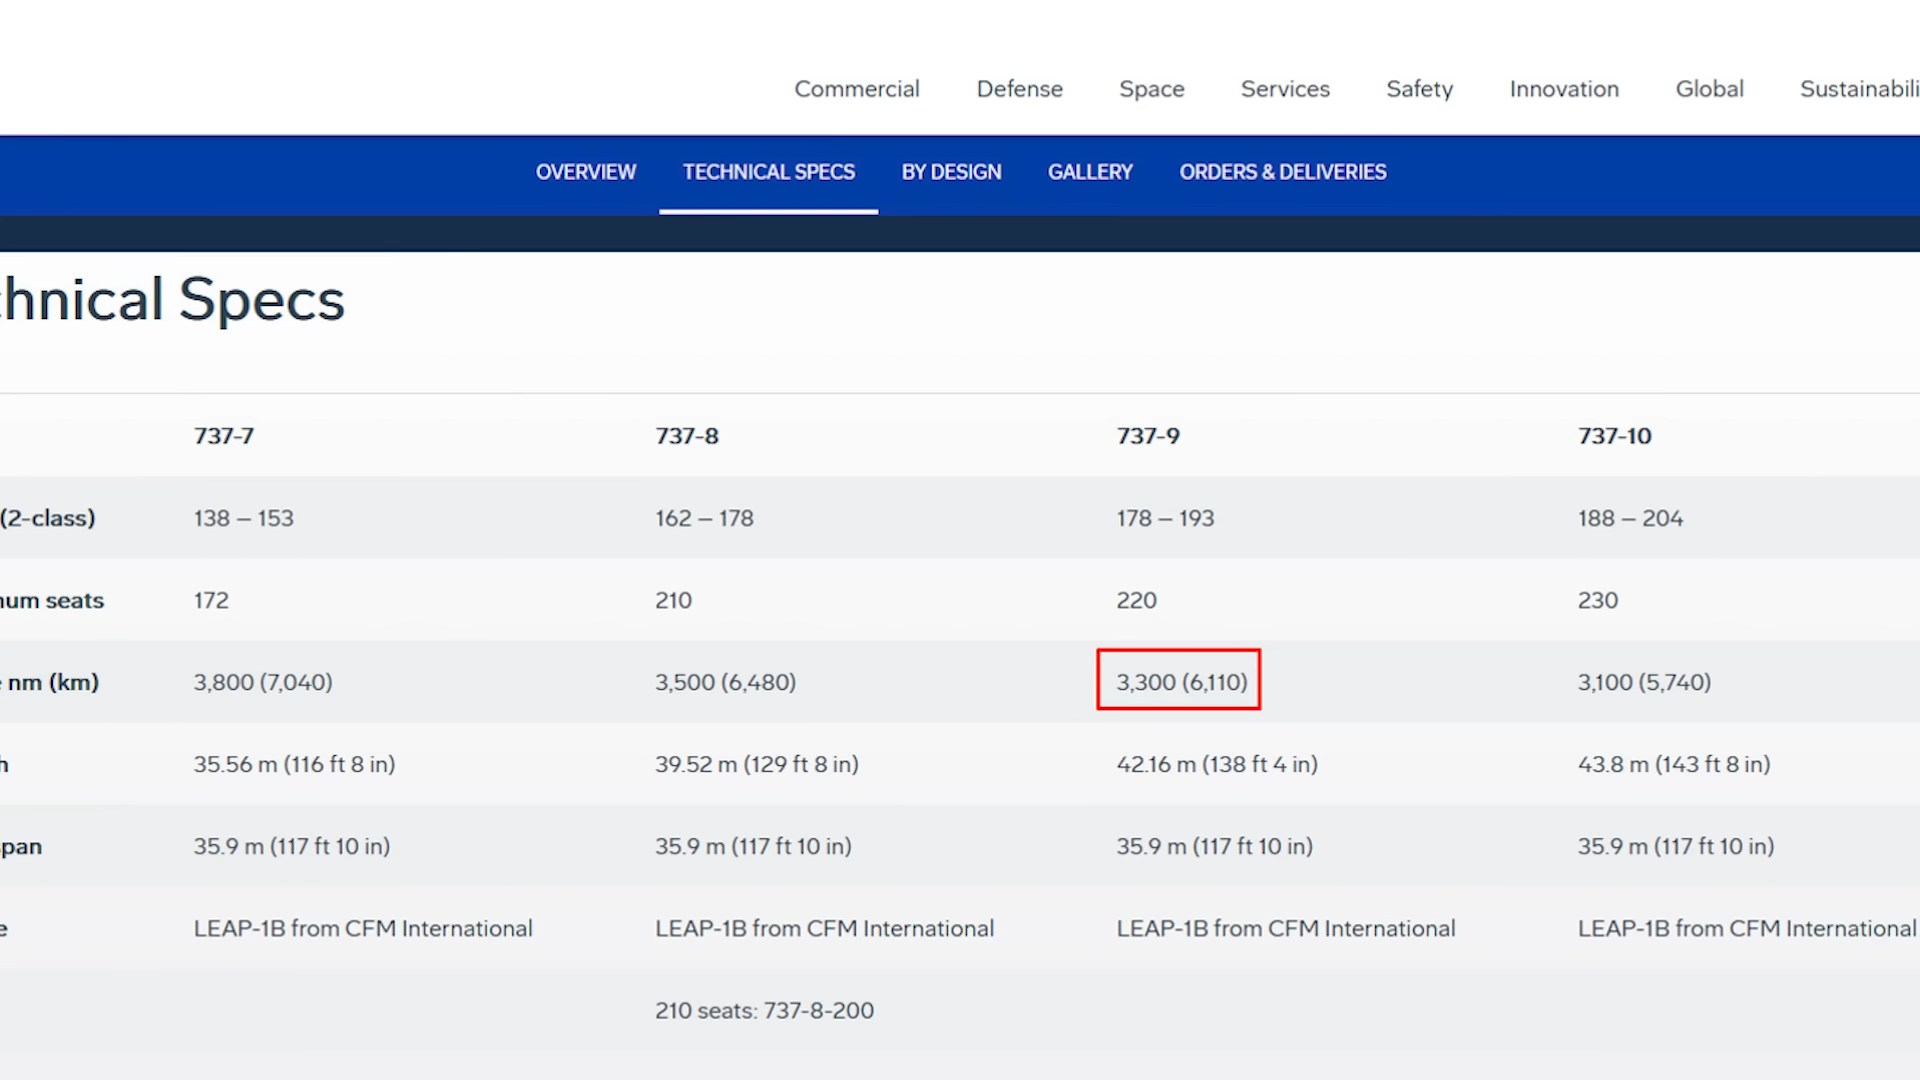 Commercial Defense Space Services Safety Innovation Global Sustainabili
OVERVIEW TECHNICAL SPECS BY DESIGN GALLERY ORDERS & DELIVERIES
chnical Specs
737-7 737-8 737-9 737-10
(2-class) 138 – 153 162 – 178 178 – 193 188 – 204
num seats 172 210 220 230
e nm (km) 3,800 (7,040) 3,500 (6,480) 3,300 (6,110) 3,100 (5,740)
h 35.56 m (116 ft 8 in) 39.52 m (129 ft 8 in) 42.16 m (138 ft 4 in) 43.8 m (143 ft 8 in)
span 35.9 m (117 ft 10 in) 35.9 m (117 ft 10 in) 35.9 m (117 ft 10 in) 35.9 m (117 ft 10 in)
e LEAP-1B from CFM International LEAP-1B from CFM International LEAP-1B from CFM International LEAP-1B from CFM International
210 seats: 737-8-200